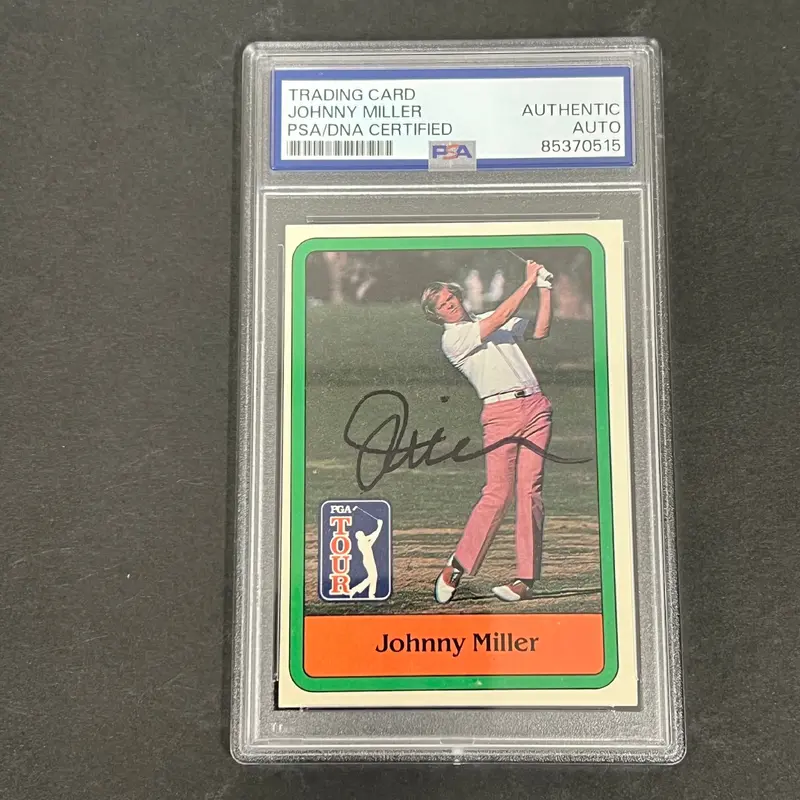 TRADING CARD
JOHNNY MILLER
PSA/DNA CERTIFIED
AUTHENTIC
AUTO
85370515
PSA
PGA
TOUR
Johnny Miller